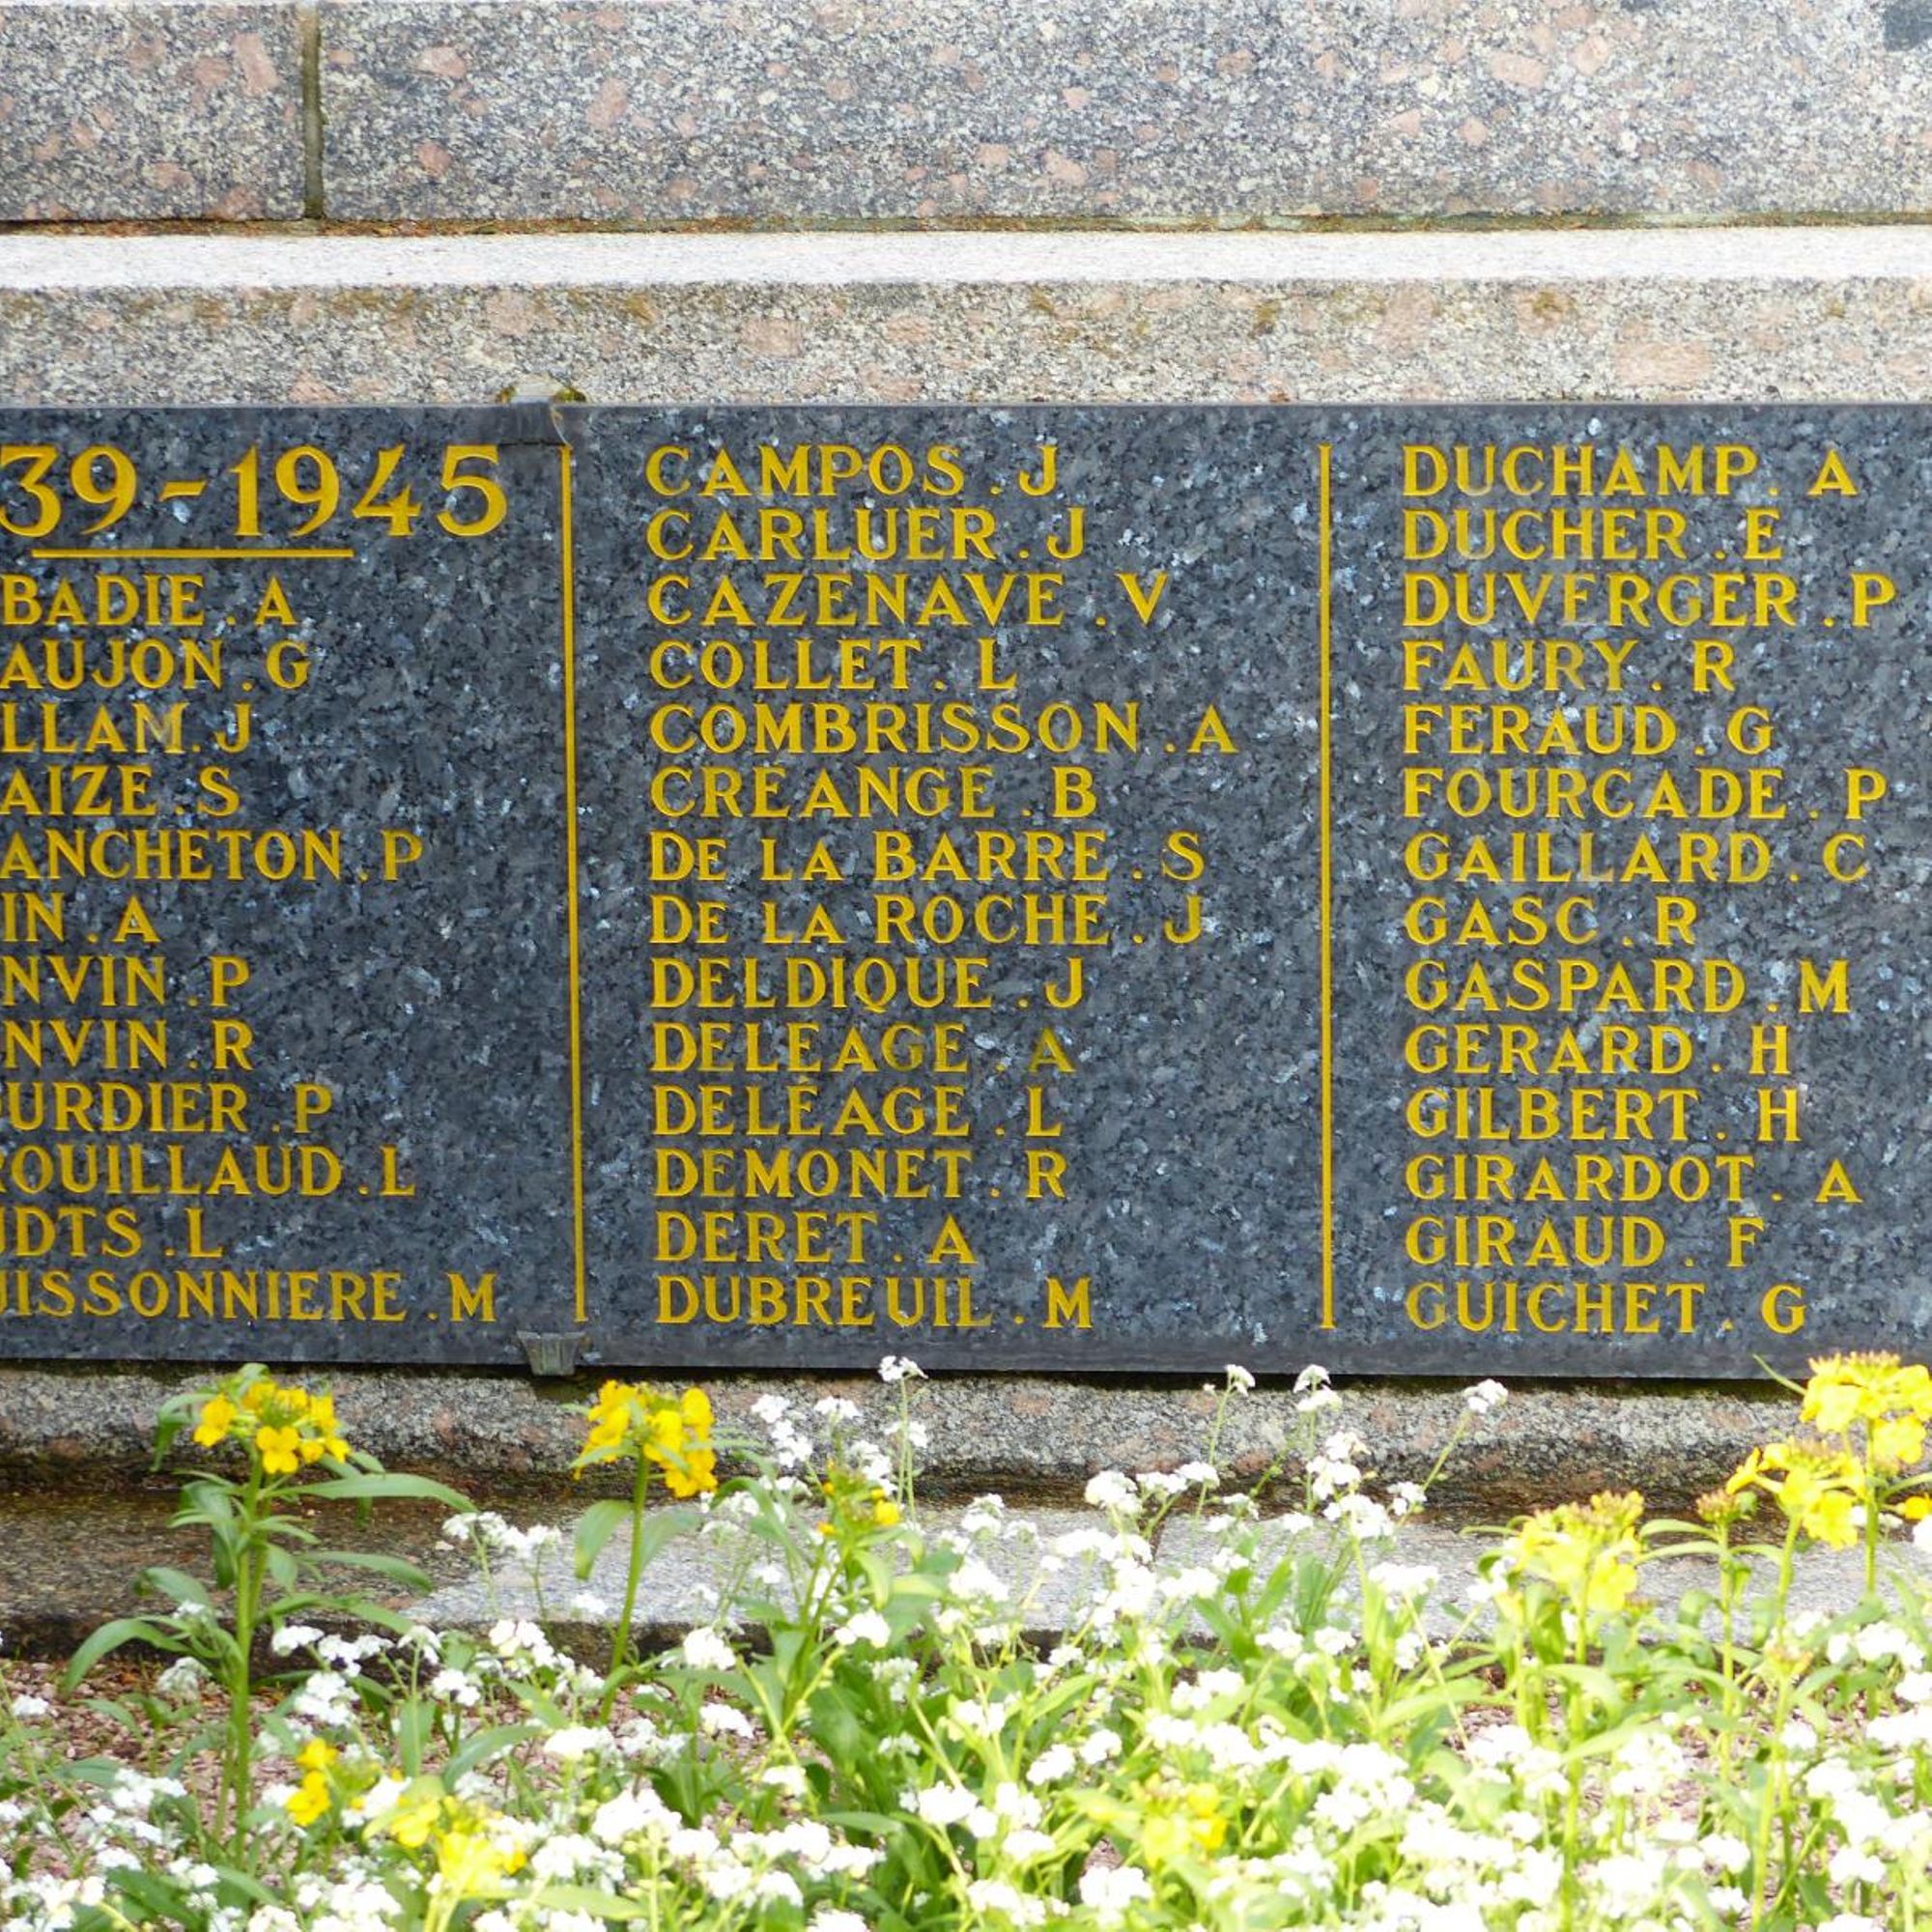 39-1945
BADIE . A
AUJON . G
LLAM . J
AIZE . S
ANCHETON . P
IN . A
NVIN . P
NVIN . R
URDIER . P
ROUILLAUD . L
DTS . L
UISSONNIERE . M
CAMPOS . J
CARLUER . J
CAZENAVE . V
COLLET . L
COMBRISSON . A
CREANGE . B
DE LA BARRE . S
DE LA ROCHE . J
DELDIQUE . J
DELEAGE . A
DELÉAGE . L
DEMONET . R
DERET . A
DUBREUIL . M
DUCHAMP . A
DUCHER . E
DUVERGER . P
FAURY . R
FERAUD . G
FOURCADE . P
GAILLARD . C
GASC . R
GASPARD . M
GERARD . H
GILBERT . H
GIRARDOT . A
GIRAUD . F
GUICHET . G